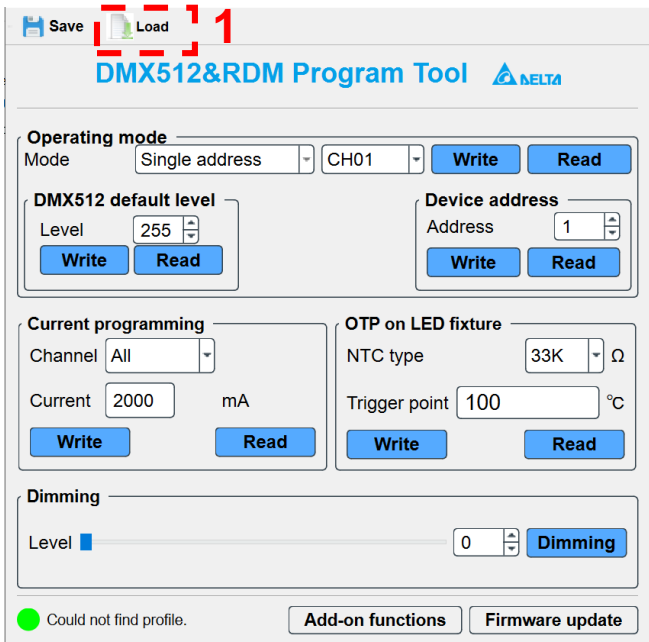 Save Load 1
DMX512&RDM Program Tool DELTA
Operating mode
Mode Single address CH01 Write Read
DMX512 default level Device address
Level 255 Address 1
Write Read Write Read
Current programming OTP on LED fixture
Channel All NTC type 33K Ω
Current 2000 mA Trigger point 100 °C
Write Read Write Read
Dimming
Level 0 Dimming
Could not find profile. Add-on functions Firmware update